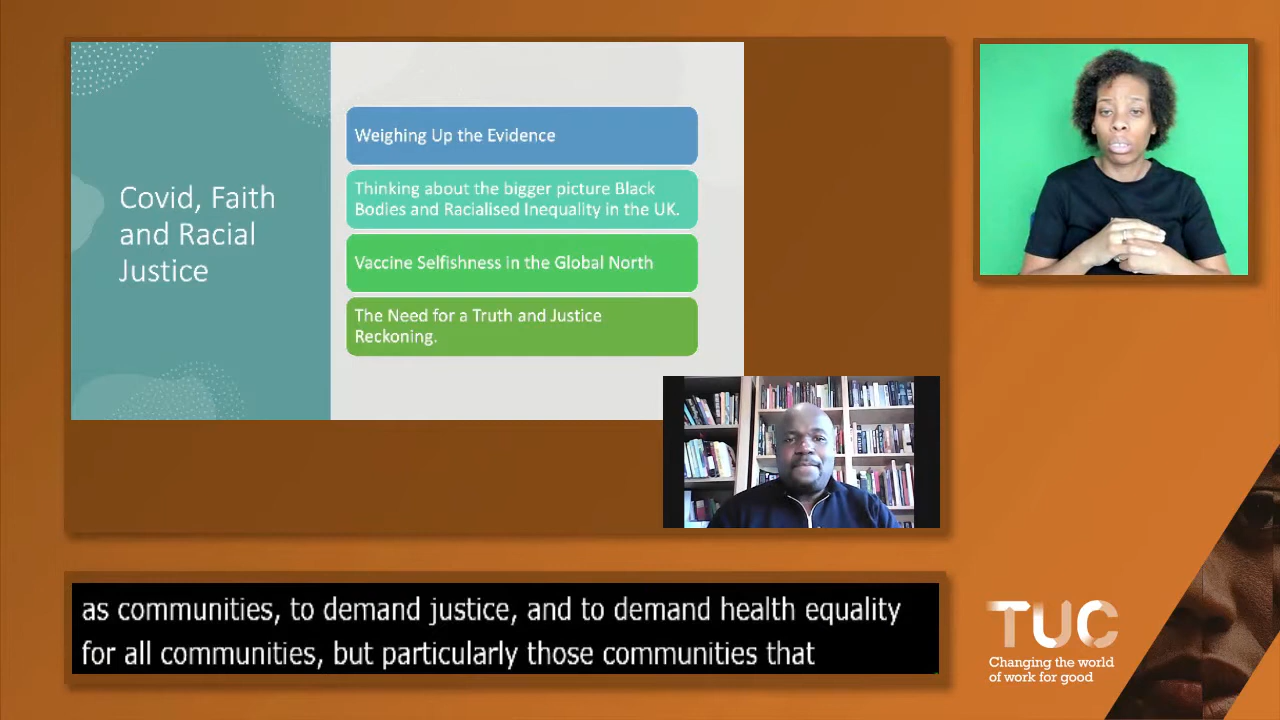 Covid, Faith
and Racial
Justice
Weighing Up the Evidence
Thinking about the bigger picture Black
Bodies and Racialised Inequality in the UK.
Vaccine Selfishness in the Global North
The Need for a Truth and Justice
Reckoning.
as communities, to demand justice, and to demand health equality
for all communities, but particularly those communities that
TUC
Changing the world
of work for good